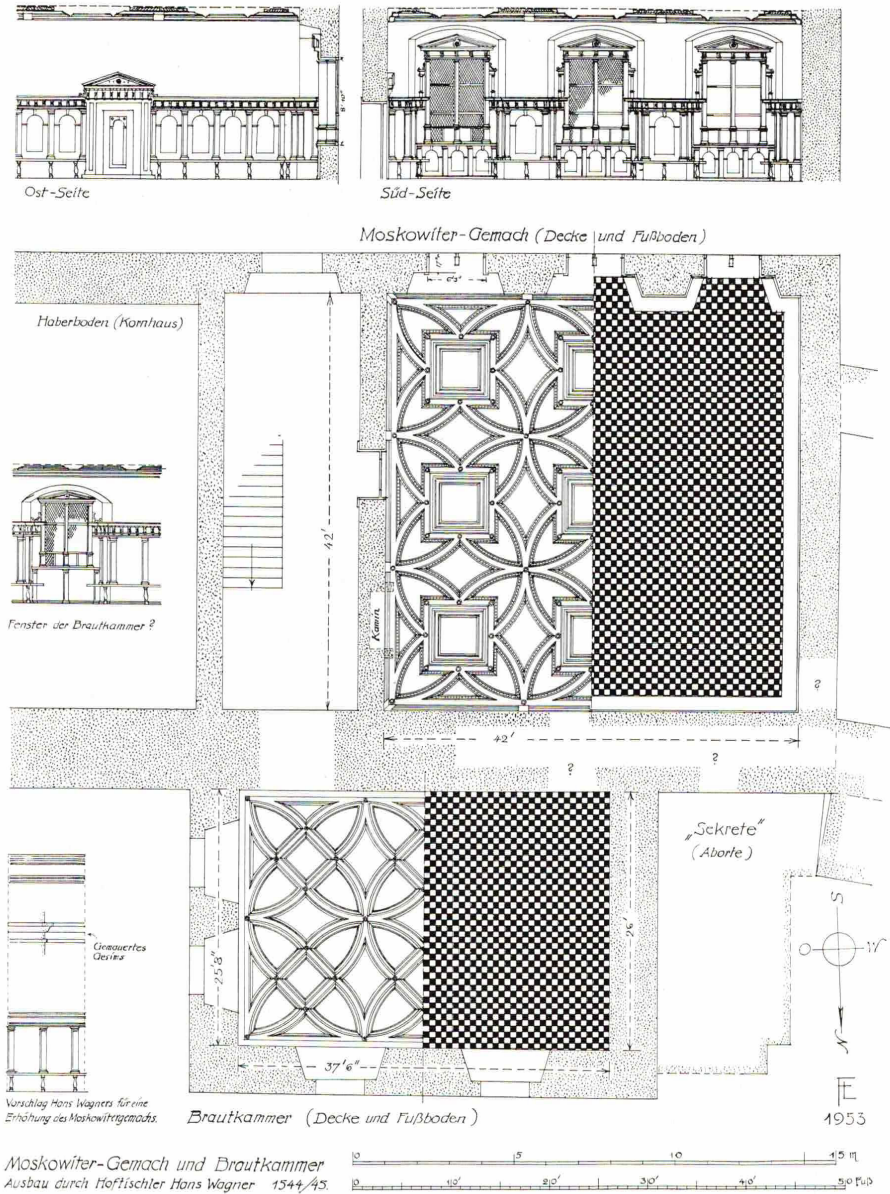 Ost-Seite
Süd-Seite
Moskowiter-Gemach (Decke und Fußboden)
Haberboden (Kornhaus)
42'
Kamin
Fenster der Brautkammer ?
?
42'
?
?
„Sekrete"
(Aborte)
S
O
W
N
Gemauertes
Gesims
25'8"
26'
37'6"
Vorschlag Hans Wagners für eine
Erhöhung des Moskowitergemachs.
Brautkammer (Decke und Fußboden)
1953
Moskowiter-Gemach und Brautkammer
Ausbau durch Hoftischler Hans Wagner 1544/45.
0 5 10 15 m
0 10' 20' 30' 40' 50 Fuß